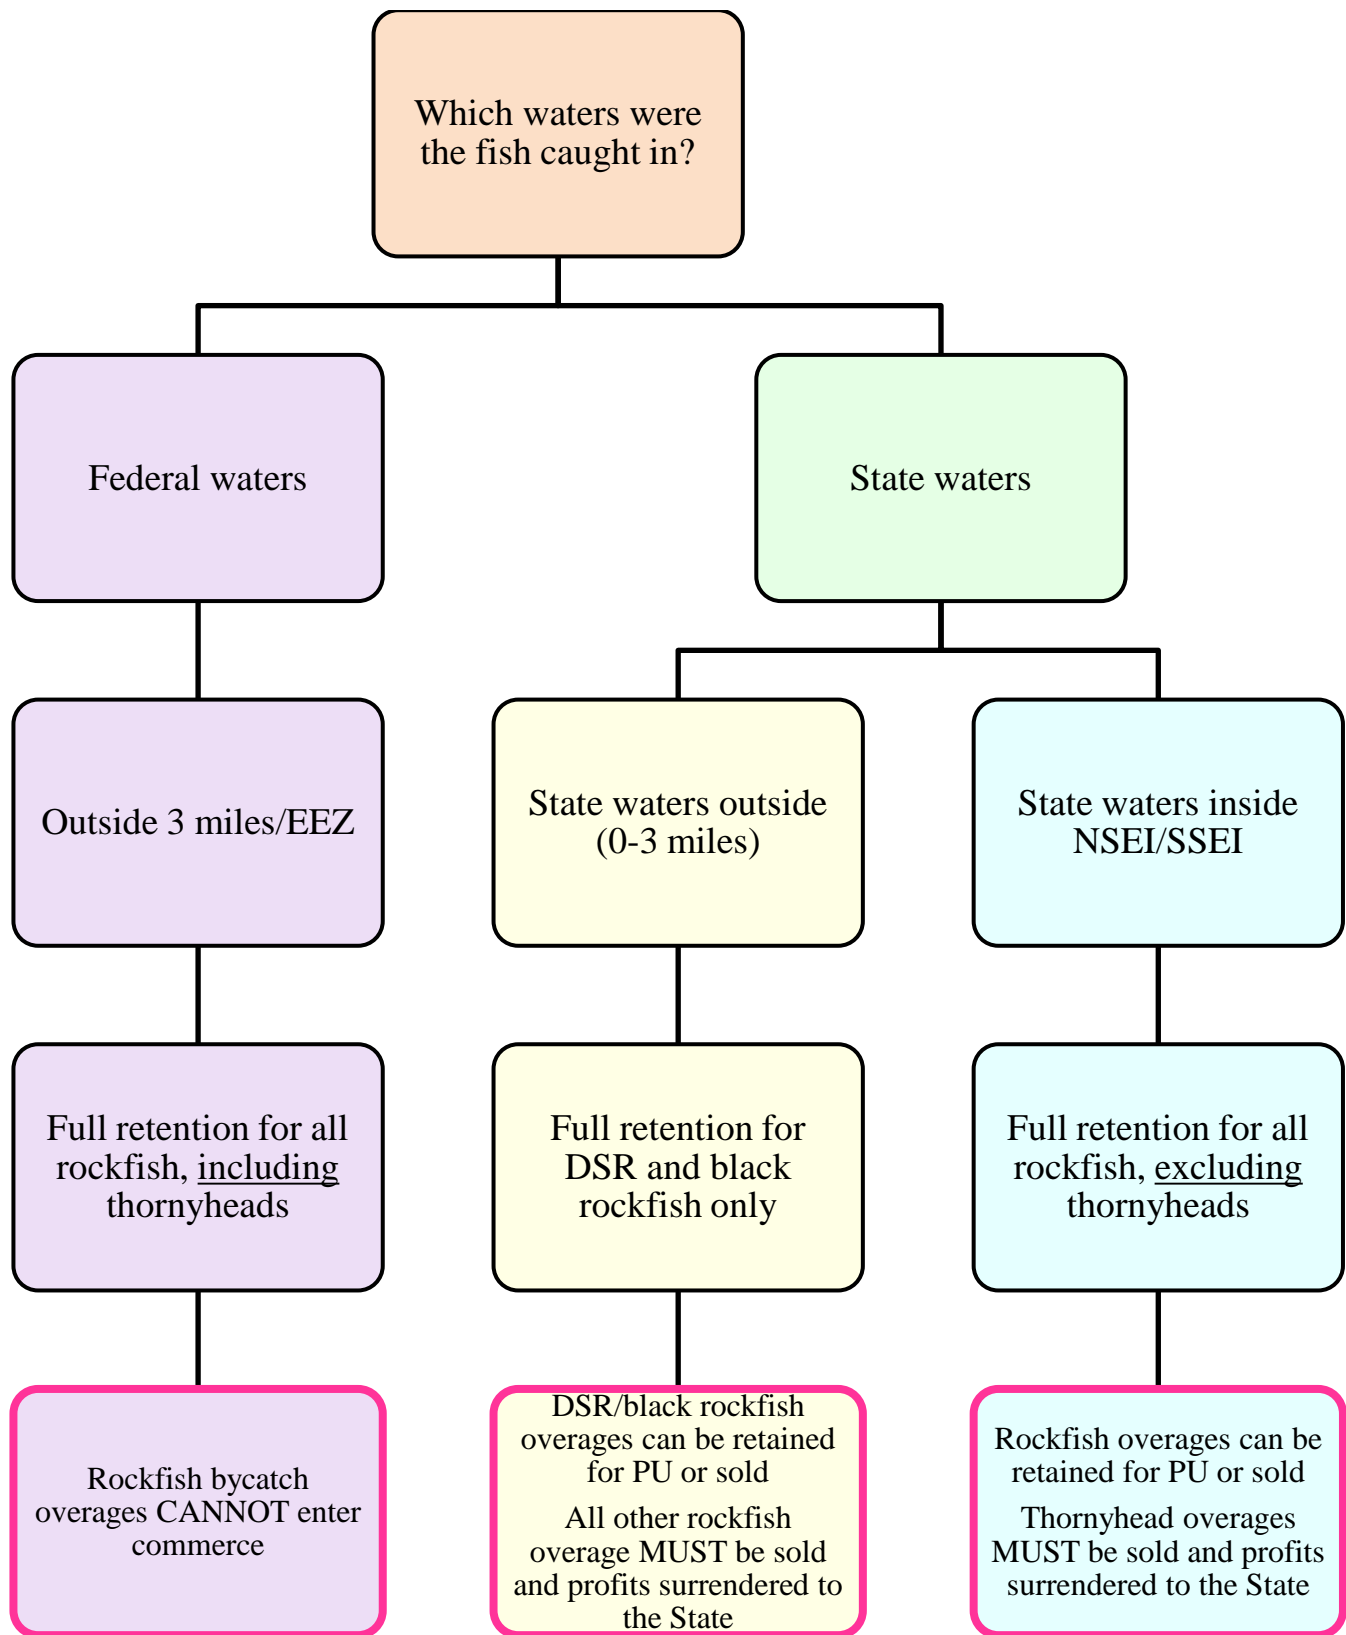 Which waters were
the fish caught in?
Federal waters
State waters
Outside 3 miles/EEZ
State waters outside
(0-3 miles)
State waters inside
NSEI/SSEI
Full retention for all
rockfish, including
thornyheads
Full retention for
DSR and black
rockfish only
Full retention for all
rockfish, excluding
thornyheads
Rockfish bycatch
overages CANNOT enter
commerce
DSR/black rockfish
overages can be retained
for PU or sold
All other rockfish
overage MUST be sold
and profits surrendered to
the State
Rockfish overages can be
retained for PU or sold
Thornyhead overages
MUST be sold and profits
surrendered to the State